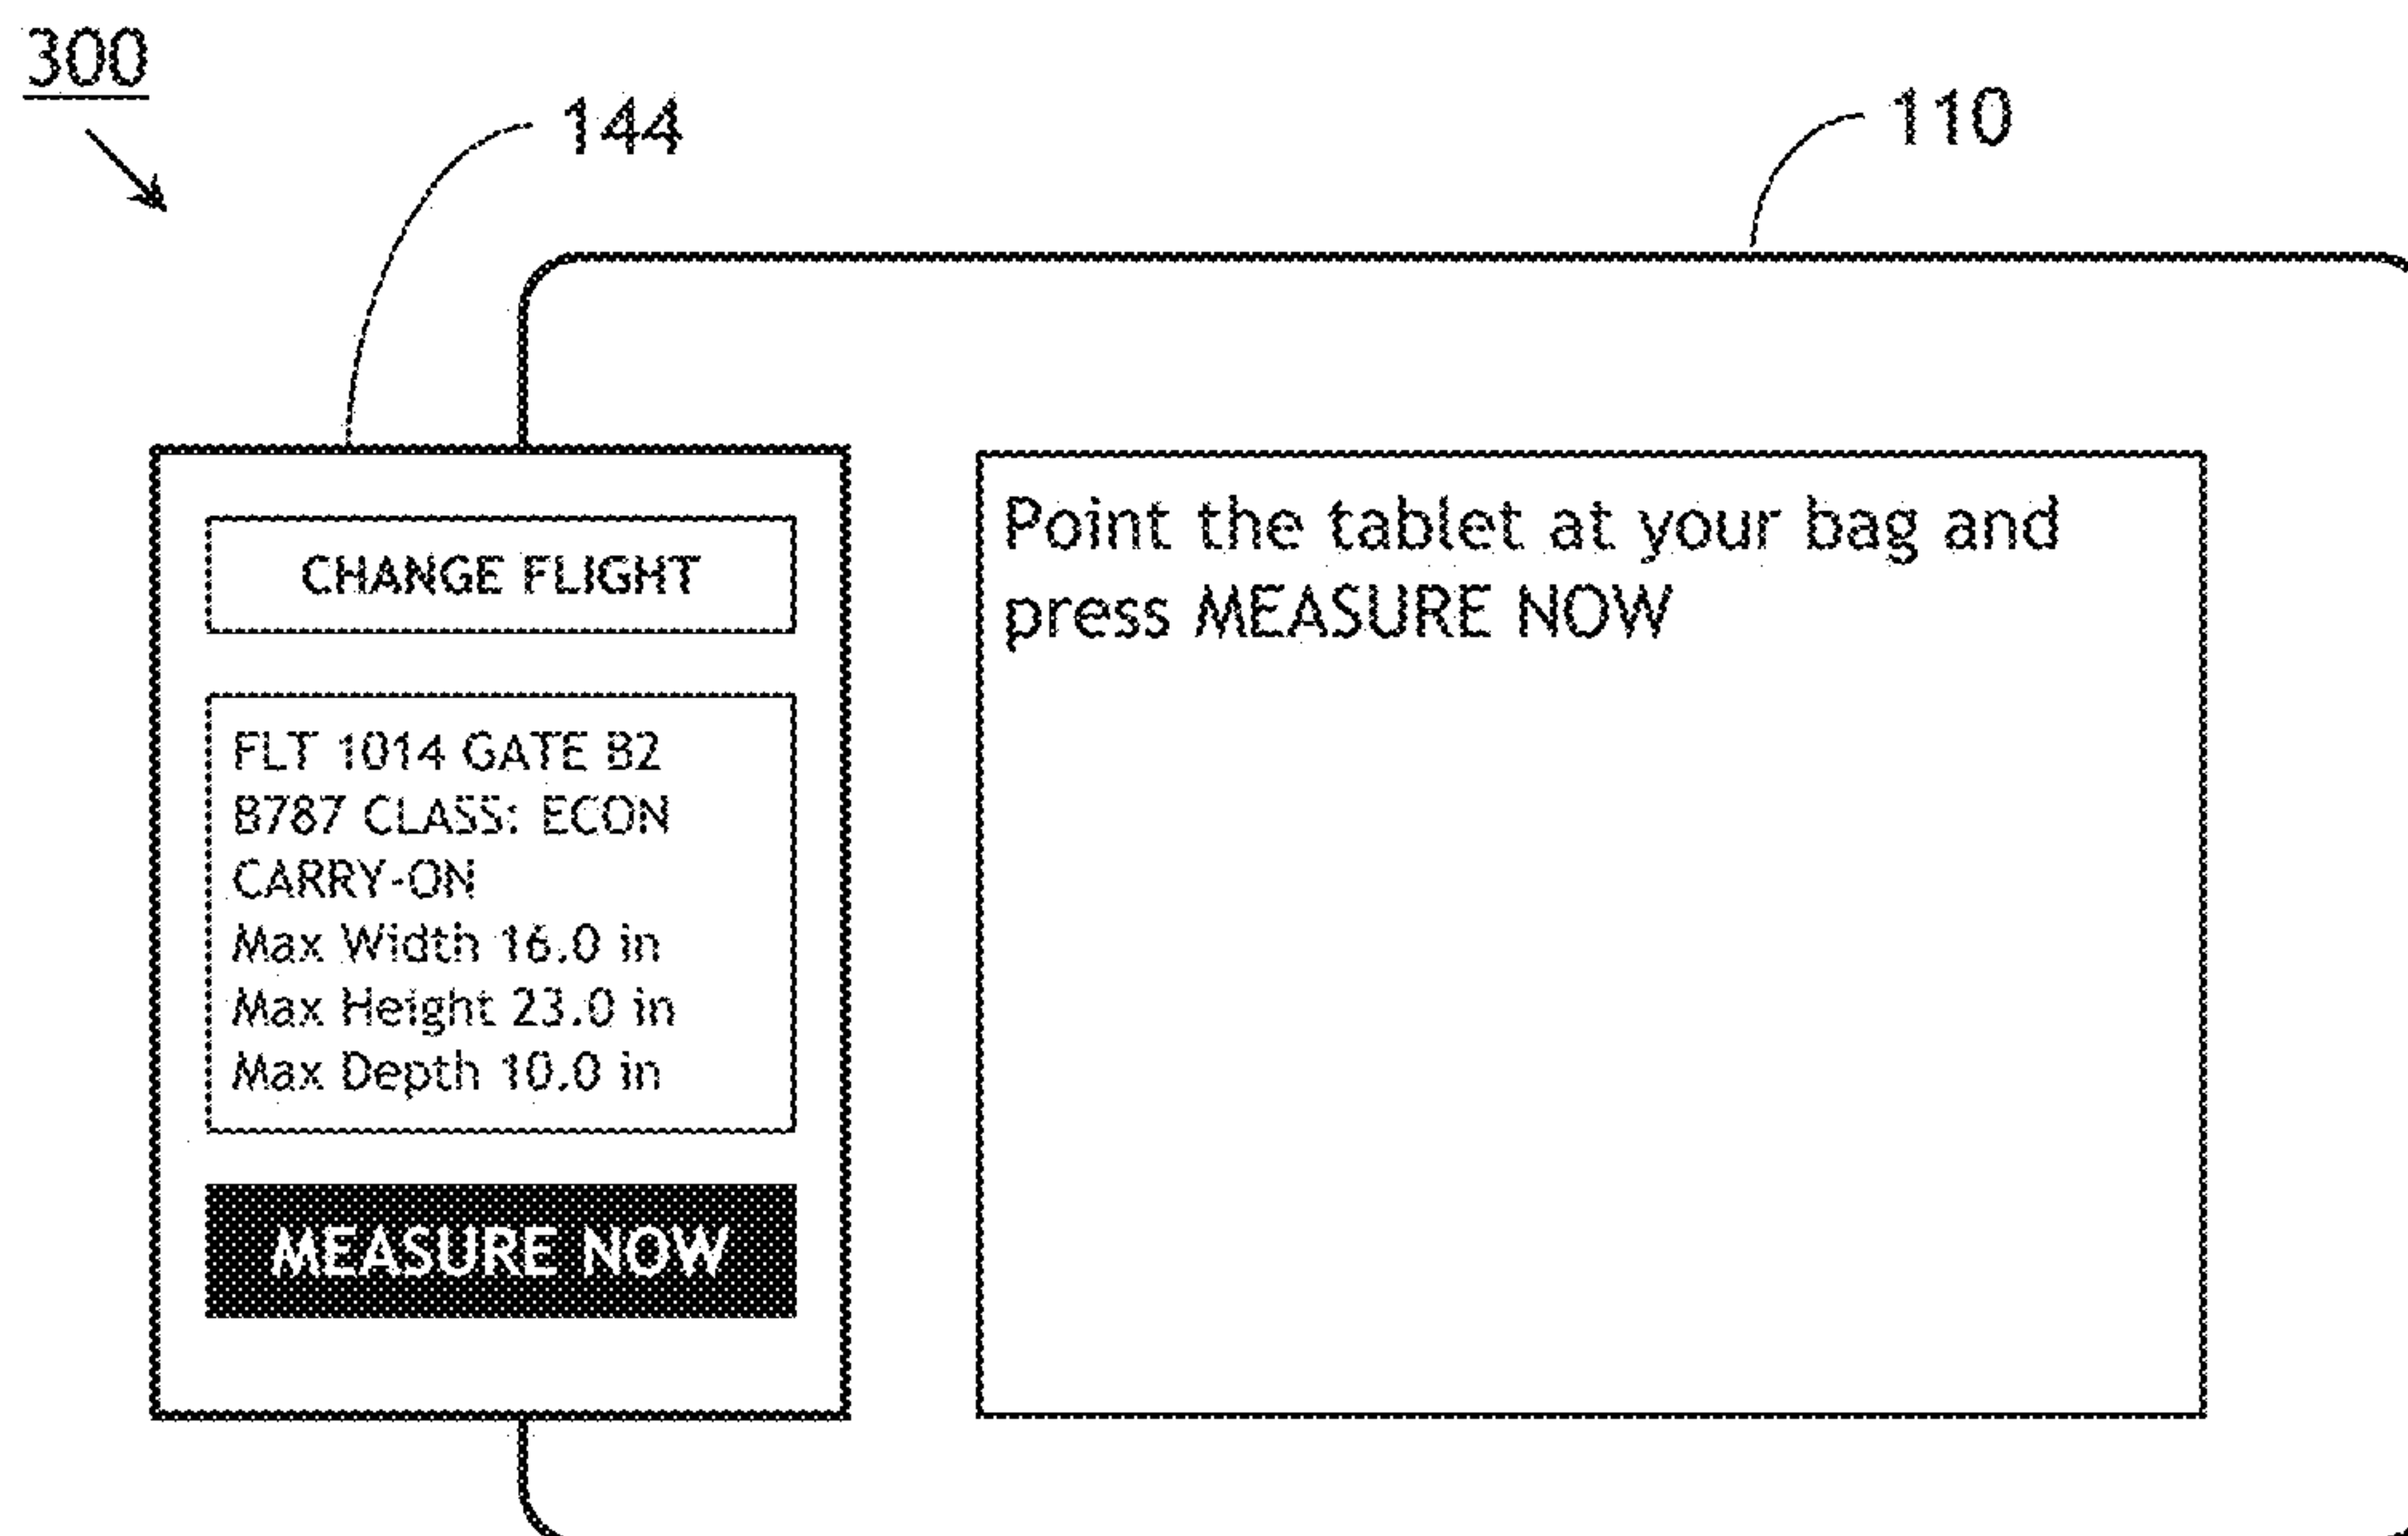 300
144
110
CHANGE FLIGHT
FLT 1014 GATE B2
B787 CLASS: ECON
CARRY-ON
Max Width 16.0 in
Max Height 23.0 in
Max Depth 10.0 in
MEASURE NOW
Point the tablet at your bag and
press MEASURE NOW